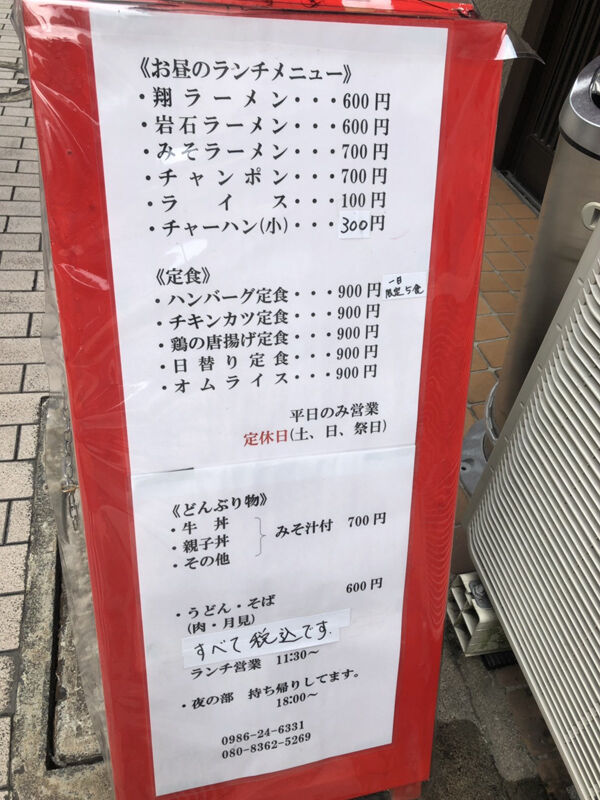 《お昼のランチメニュー》
・翔ラーメン・・・600円
・岩石ラーメン・・・600円
・みそラーメン・・・700円
・チャンポン・・・700円
・ライス・・・100円
・チャーハン(小)・・・300円
《定食》
・ハンバーグ定食・・・900円 一日限定5食
・チキンカツ定食・・・900円
・鶏の唐揚げ定食・・・900円
・日替り定食・・・900円
・オムライス・・・900円
平日のみ営業
定休日(土、日、祭日)
《どんぶり物》
・牛丼
・親子丼 みそ汁付 700円
・その他
600円
・うどん・そば
(肉・月見)
すべて税込です.
ランチ営業 11:30～
・夜の部 持ち帰りしてます。
18:00～
0986-24-6331
080-8362-5269